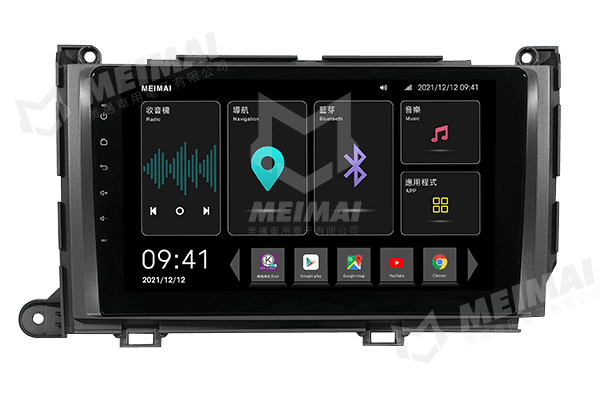 MEIMAI
美邁車用電子有限公司
MEIMAI
2021/12/12 09:41
收音機
Radio
導航
Navigation
藍芽
Bluetooth
音樂
Music
應用程式
APP
MEIMAI
美邁車用電子有限公司
09:41
2021/12/12
Google play
Google map
YouTube
Chrome
MEIMAI
美邁車用電子有限公司